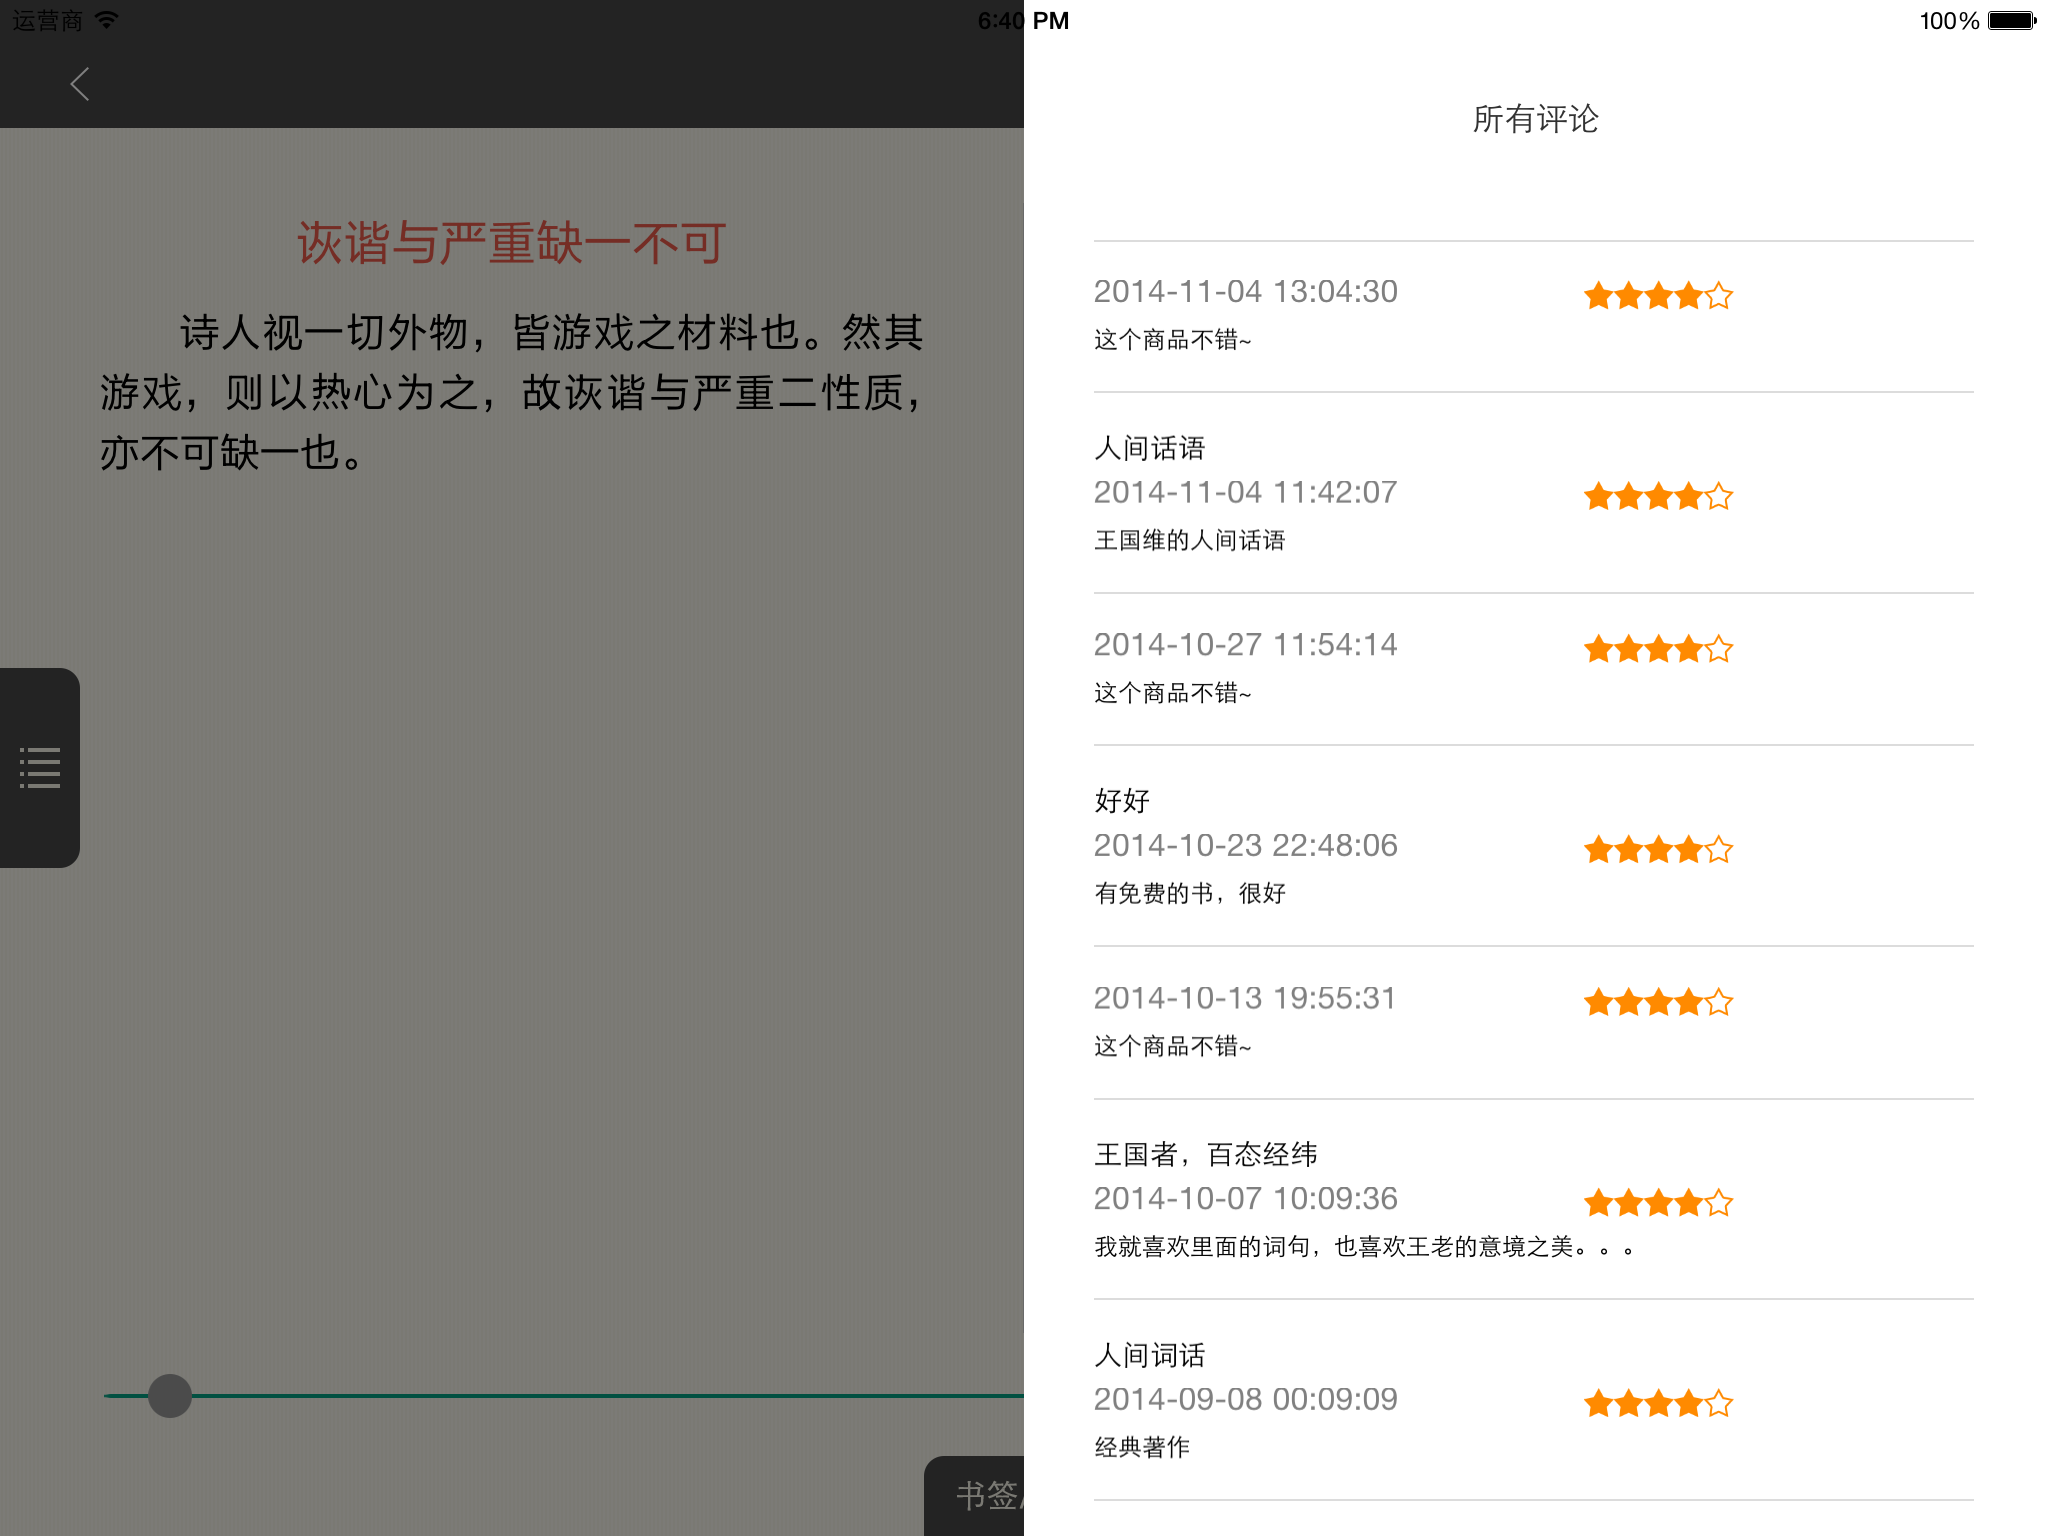 运营商
6:40 PM
100%
诙谐与严重缺一不可
诗人视一切外物，皆游戏之材料也。然其
游戏，则以热心为之，故诙谐与严重二性质，
亦不可缺一也。
书签
所有评论
2014-11-04 13:04:30
这个商品不错~
人间话语
2014-11-04 11:42:07
王国维的人间话语
2014-10-27 11:54:14
这个商品不错~
好好
2014-10-23 22:48:06
有免费的书，很好
2014-10-13 19:55:31
这个商品不错~
王国者，百态经纬
2014-10-07 10:09:36
我就喜欢里面的词句，也喜欢王老的意境之美。。。
人间词话
2014-09-08 00:09:09
经典著作